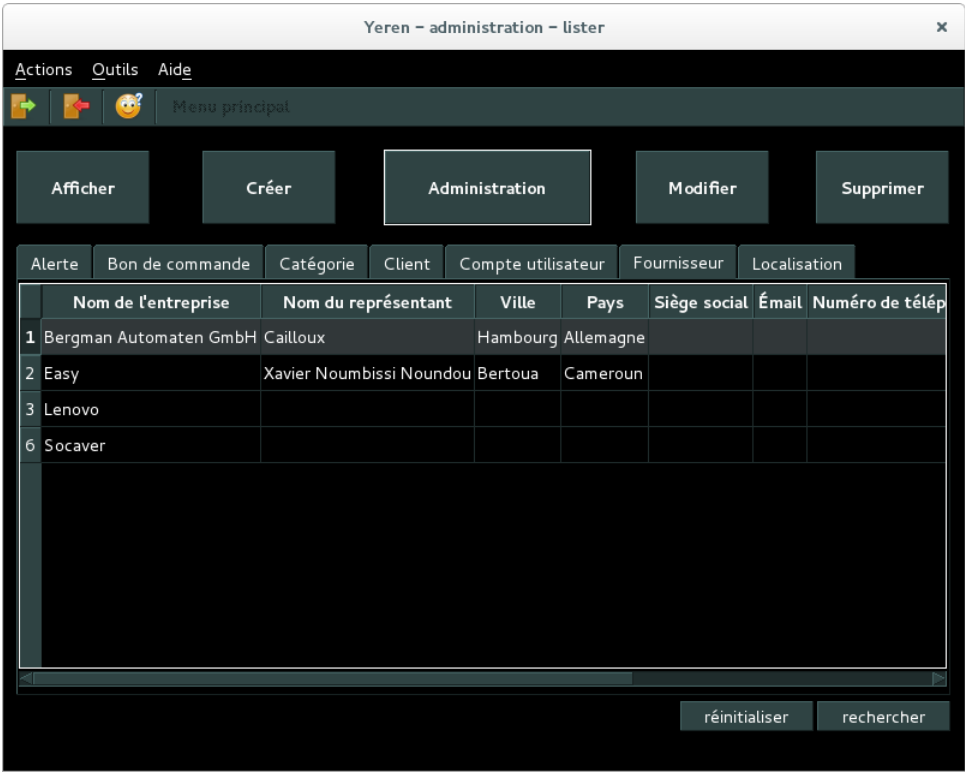 Yeren – administration – lister
Actions Outils Aide
Menu principal
Afficher Créer Administration Modifier Supprimer
Alerte Bon de commande Catégorie Client Compte utilisateur Fournisseur Localisation
Nom de l'entreprise Nom du représentant Ville Pays Siège social Émail Numéro de télép
1 Bergman Automaten GmbH Cailloux Hambourg Allemagne
2 Easy Xavier Noumbissi Noundou Bertoua Cameroun
3 Lenovo
6 Socaver
réinitialiser rechercher